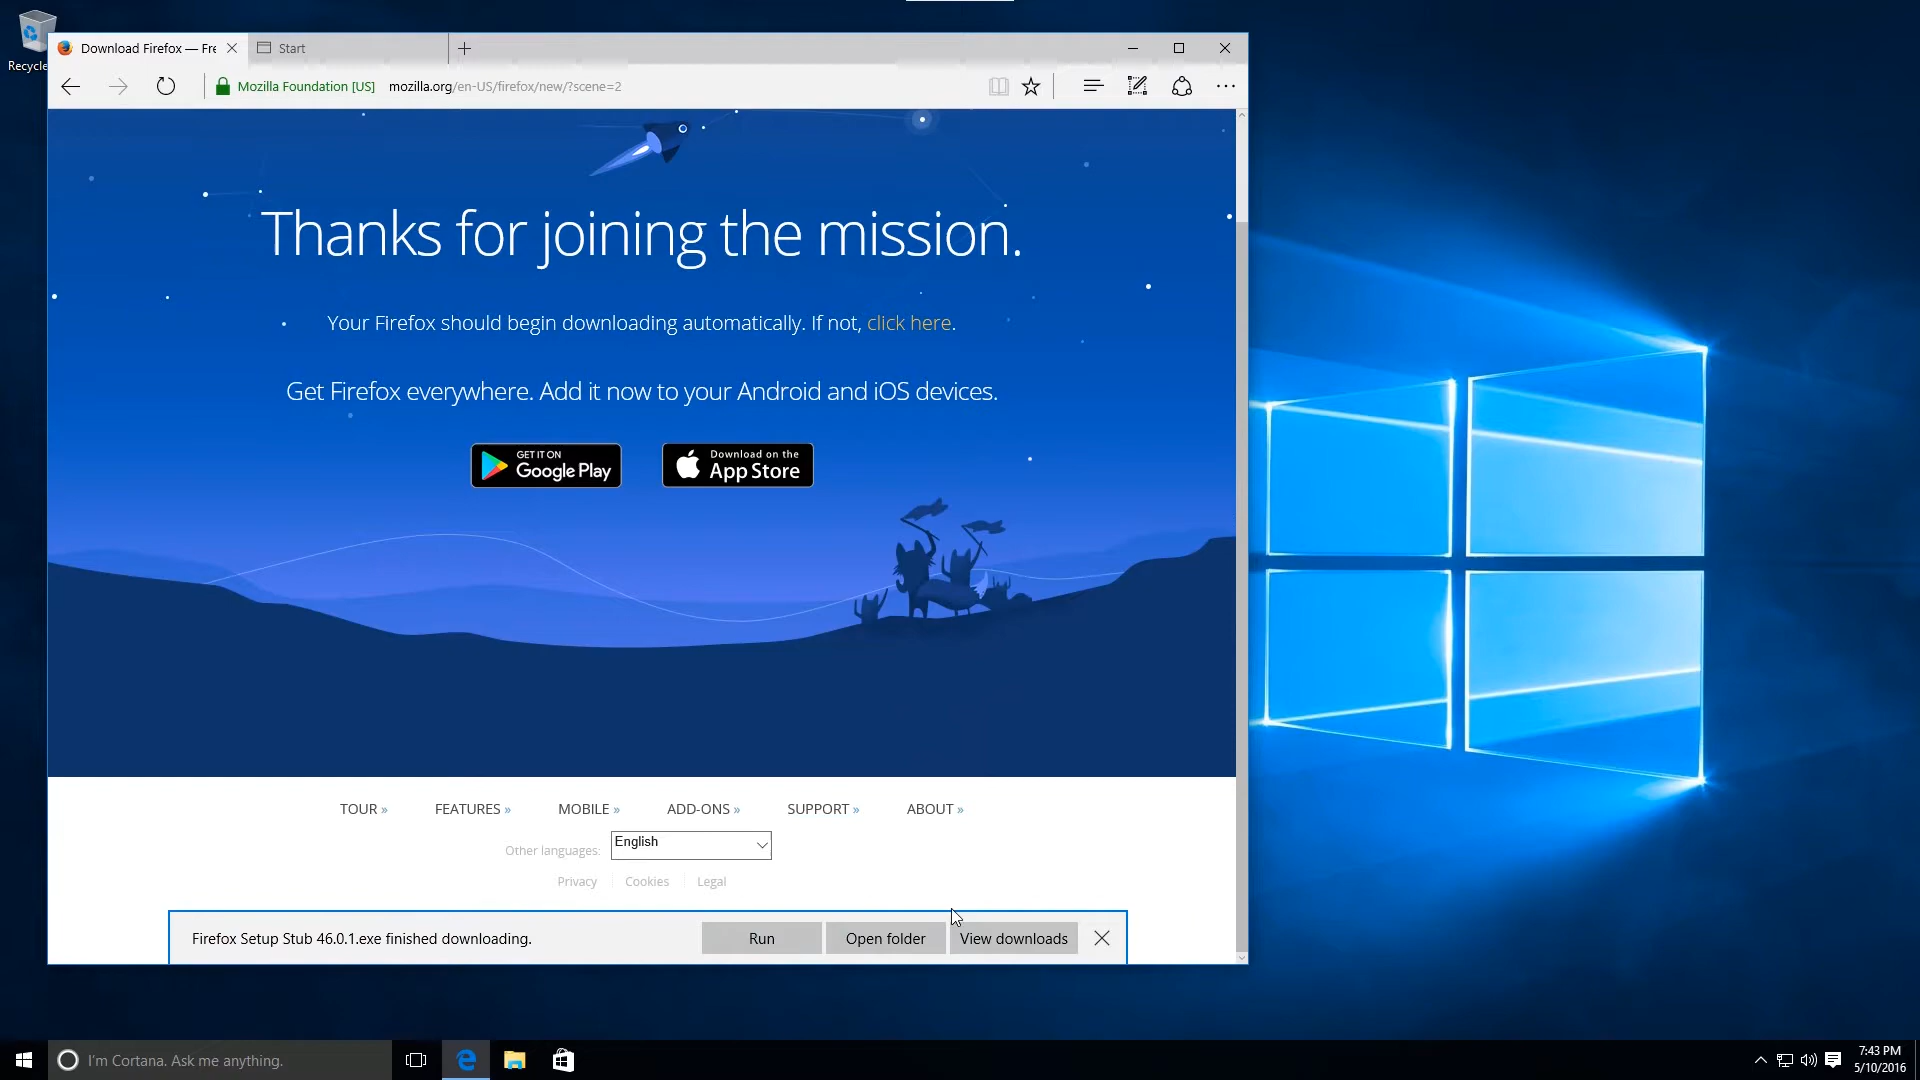 Recycle
Download Firefox — Fre
Start
Mozilla Foundation [US]
mozilla.org/en-US/firefox/new/?scene=2
Thanks for joining the mission.
Your Firefox should begin downloading automatically. If not, click here.
Get Firefox everywhere. Add it now to your Android and iOS devices.
GET IT ON
Google Play
Download on the
App Store
TOUR »
FEATURES »
MOBILE »
ADD-ONS »
SUPPORT »
ABOUT »
Other languages:
English
Privacy
Cookies
Legal
Firefox Setup Stub 46.0.1.exe finished downloading.
Run
Open folder
View downloads
I'm Cortana. Ask me anything.
7:43 PM
5/10/2016